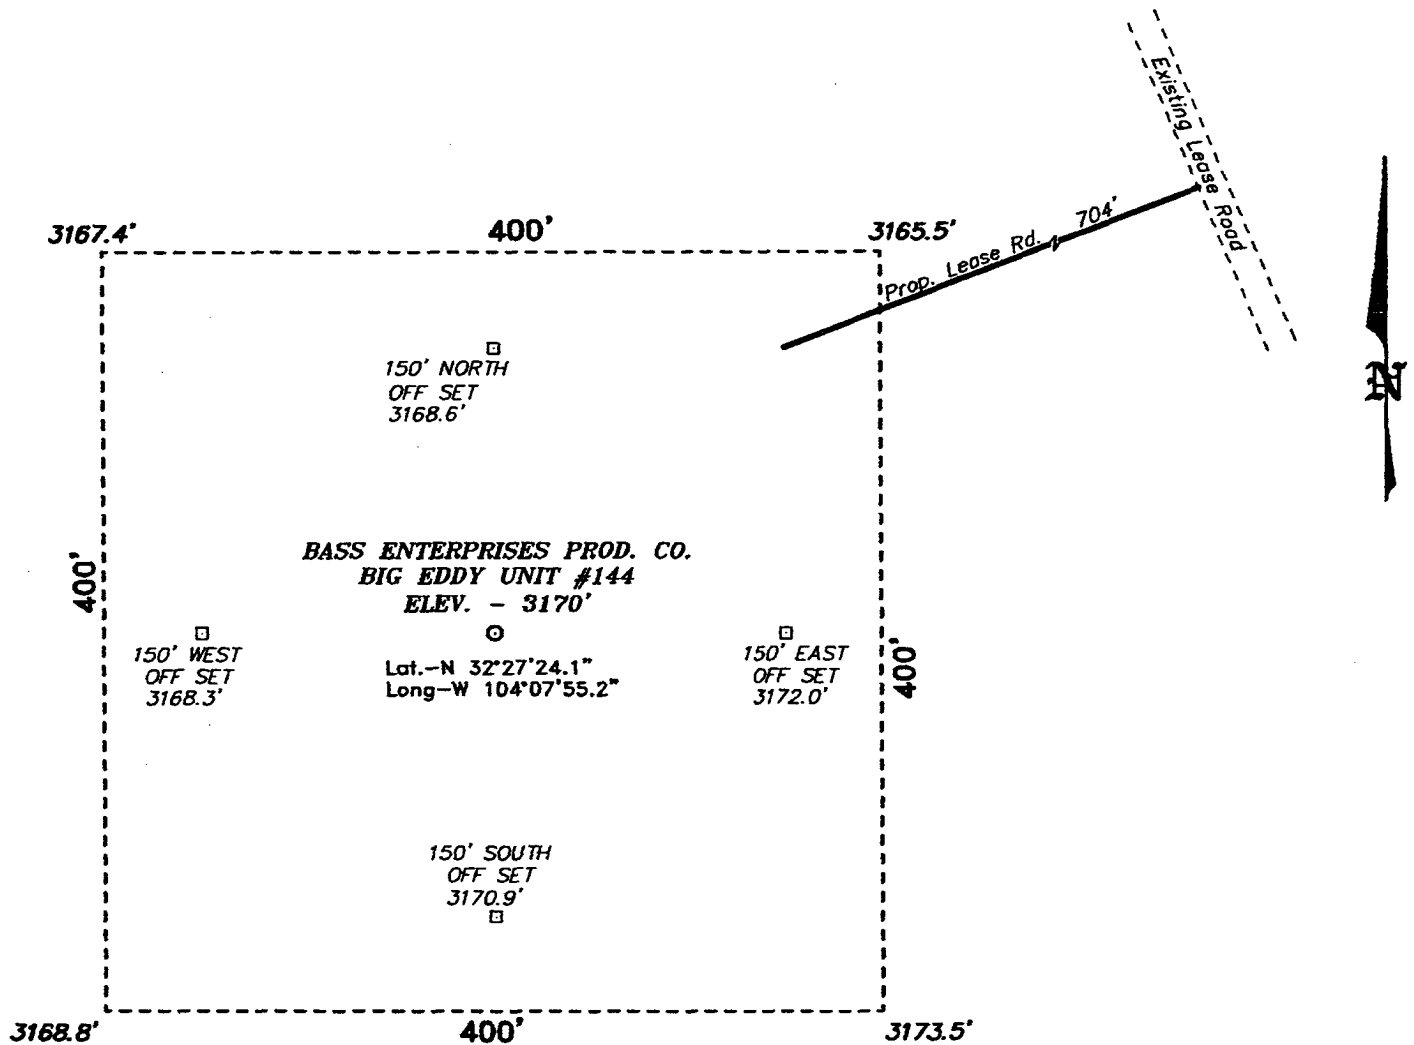 Existing Lease Road
704'
Prop. Lease Rd.
3167.4'
400'
3165.5'
150' NORTH
OFF SET
3168.6'
N
BASS ENTERPRISES PROD. CO.
BIG EDDY UNIT #144
ELEV. - 3170'
400'
150' WEST
OFF SET
3168.3'
Lat.-N 32°27'24.1"
Long-W 104°07'55.2"
150' EAST
OFF SET
3172.0'
400'
150' SOUTH
OFF SET
3170.9'
3168.8'
400'
3173.5'